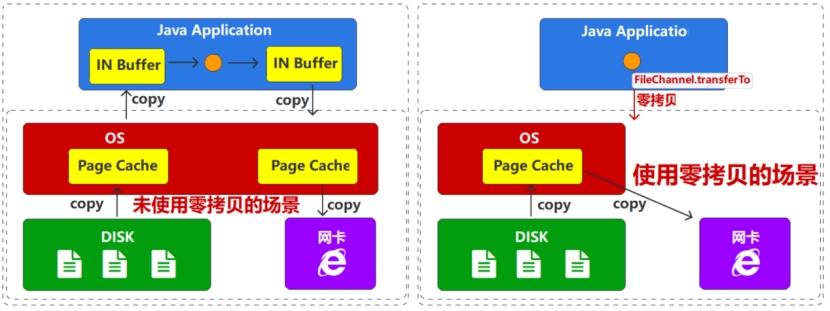 Java Application
IN Buffer
IN Buffer
copy
copy
OS
Page Cache
Page Cache
copy
未使用零拷贝的场景
copy
DISK
网卡
Java Applicatio
FileChannel.transferTo
零拷贝
OS
Page Cache
使用零拷贝的场景
copy
copy
DISK
网卡